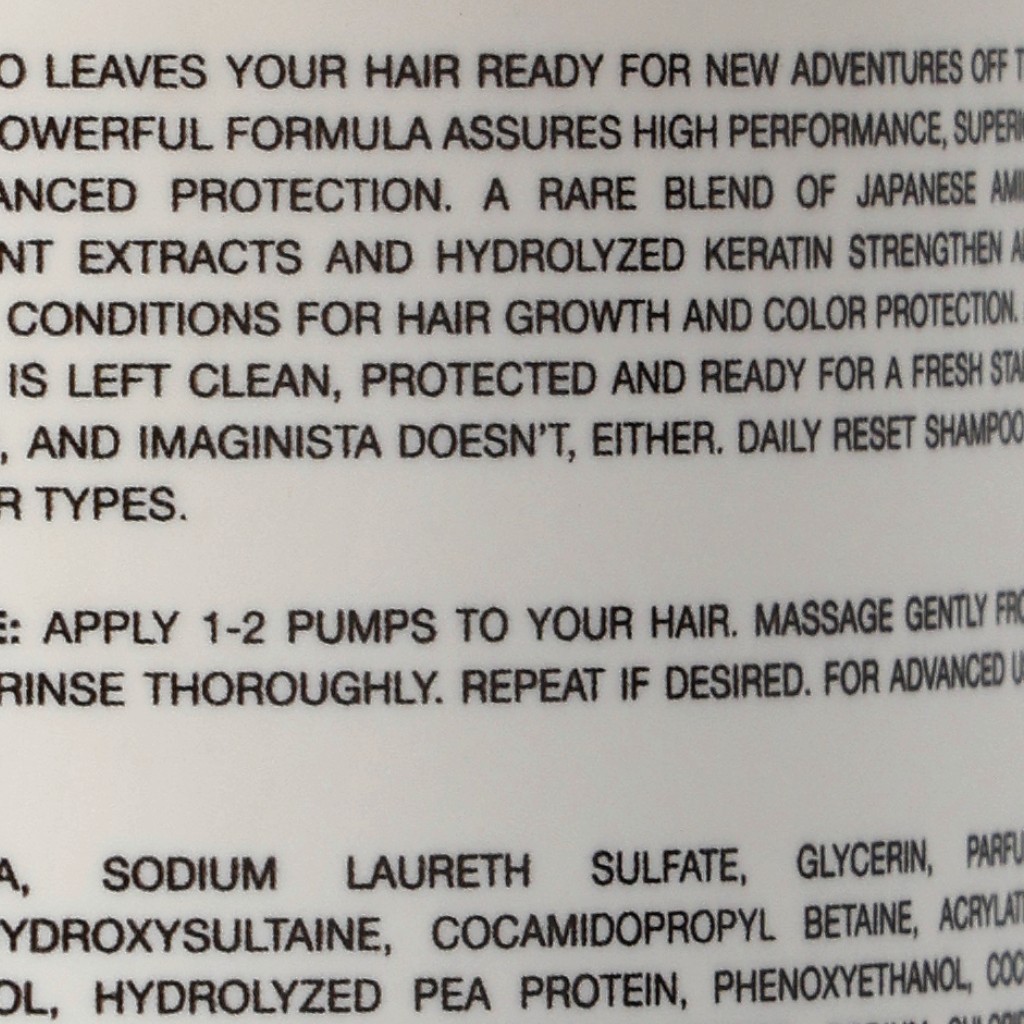 O LEAVES YOUR HAIR READY FOR NEW ADVENTURES OFF
OWERFUL FORMULA ASSURES HIGH PERFORMANCE,
ANCED PROTECTION. A RARE BLEND OF JAPANESE
NT EXTRACTS AND HYDROLYZED KERATIN STRENGTHEN
CONDITIONS FOR HAIR GROWTH AND COLOR PROTECTION.
IS LEFT CLEAN, PROTECTED AND READY FOR A FRESH
, AND IMAGINISTA DOESN'T, EITHER. DAILY RESET SHAMPOO
R TYPES.
E: APPLY 1-2 PUMPS TO YOUR HAIR. MASSAGE GENTLY
RINSE THOROUGHLY. REPEAT IF DESIRED. FOR ADVANCED
A, SODIUM LAURETH SULFATE, GLYCERIN,
YDROXYSULTAINE, COCAMIDOPROPYL BETAINE,
OL, HYDROLYZED PEA PROTEIN, PHENOXYETHANOL,